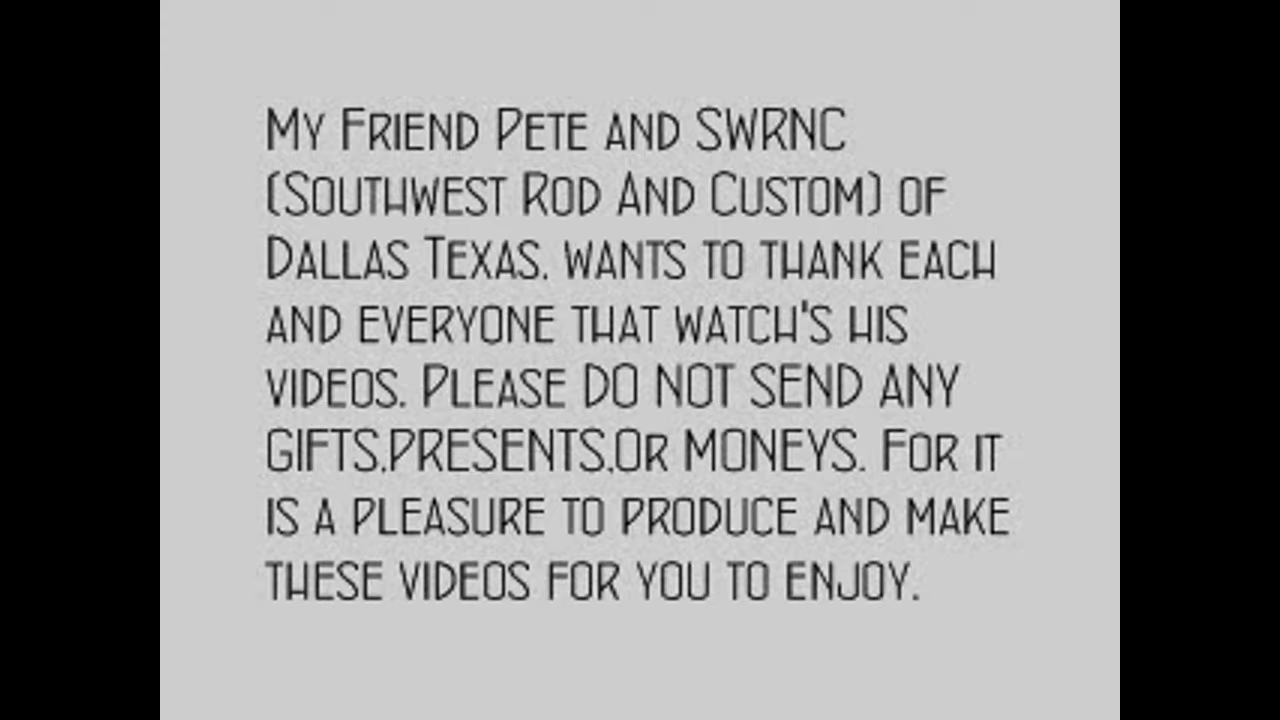 My Friend Pete and SWRNC
(Southwest Rod And Custom) of
Dallas Texas. wants to thank each
and everyone that watch's his
videos. Please DO NOT SEND ANY
GIFTS,PRESENTS,Or MONEYS. For it
is a pleasure to produce and make
these videos for you to enjoy.